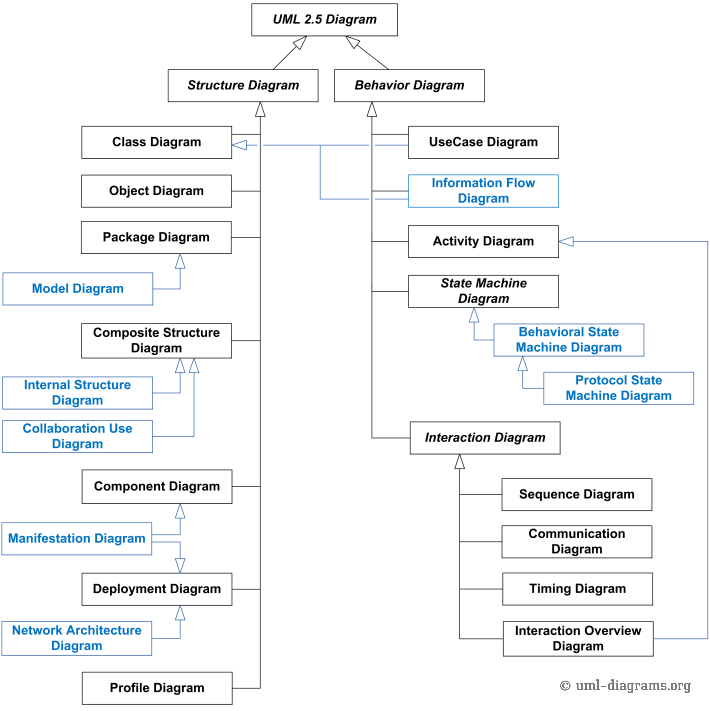 UML 2.5 Diagram
Structure Diagram
Behavior Diagram
Class Diagram
UseCase Diagram
Object Diagram
Information Flow
Diagram
Package Diagram
Activity Diagram
Model Diagram
State Machine
Diagram
Composite Structure
Diagram
Behavioral State
Machine Diagram
Internal Structure
Diagram
Protocol State
Machine Diagram
Collaboration Use
Diagram
Interaction Diagram
Component Diagram
Sequence Diagram
Manifestation Diagram
Communication
Diagram
Deployment Diagram
Timing Diagram
Network Architecture
Diagram
Interaction Overview
Diagram
Profile Diagram
© uml-diagrams.org